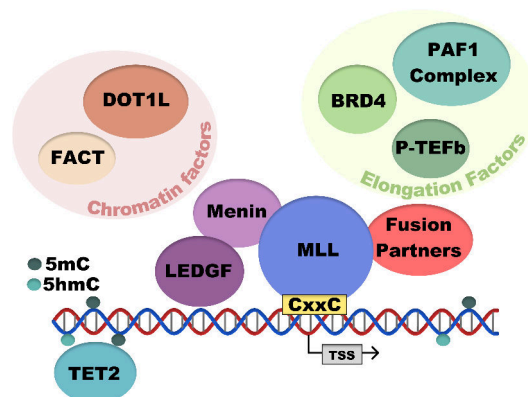 PAF1
Complex
DOT1L
BRD4
FACT
P-TEFb
Chromatin factors
Elongation Factors
Menin
Fusion
Partners
MLL
LEDGF
5mC
5hmC
CxxC
TSS
TET2